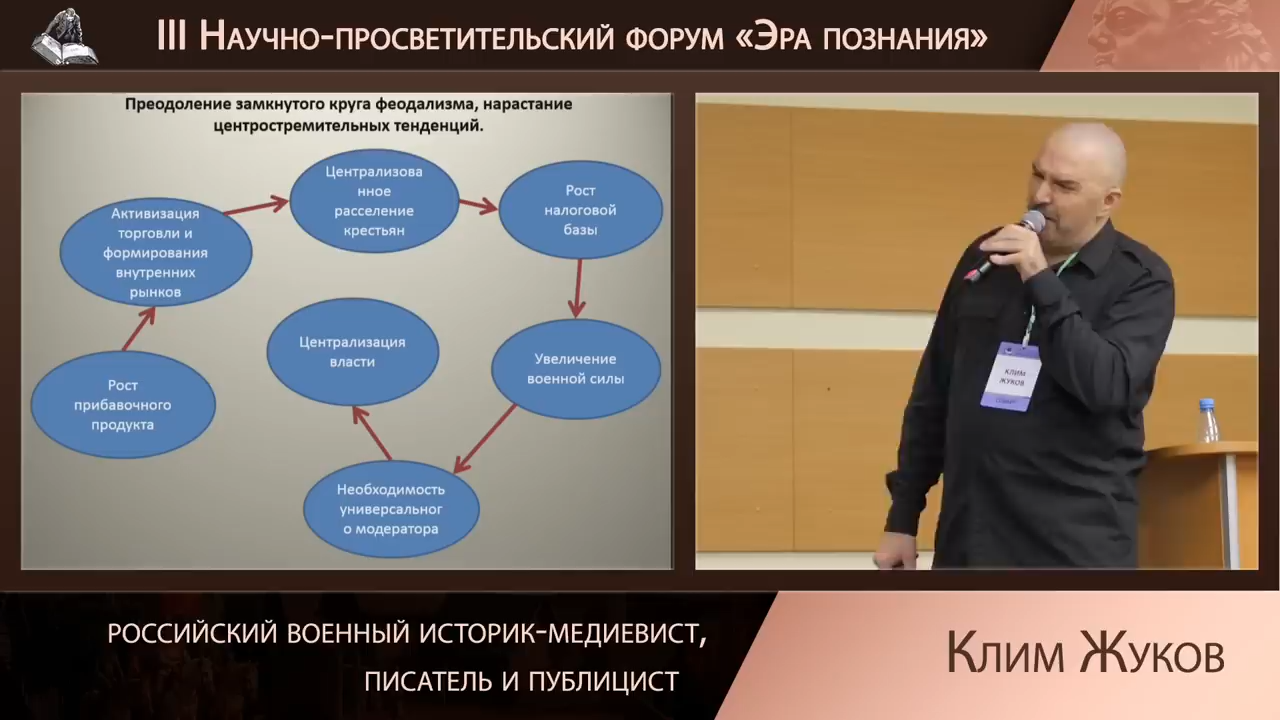 III Научно-просветительский форум «Эра познания»
Преодоление замкнутого круга феодализма, нарастание
центростремительных тенденций.
Централизова
нное
расселение
крестьян
Рост
налоговой
базы
Активизация
торговли и
формирования
внутренних
рынков
Централизация
власти
Увеличение
военной силы
Рост
прибавочного
продукта
Необходимость
универсальног
о модератора
КЛИМ
ЖУКОВ
российский военный историк-медиевист,
писатель и публицист
Клим Жуков